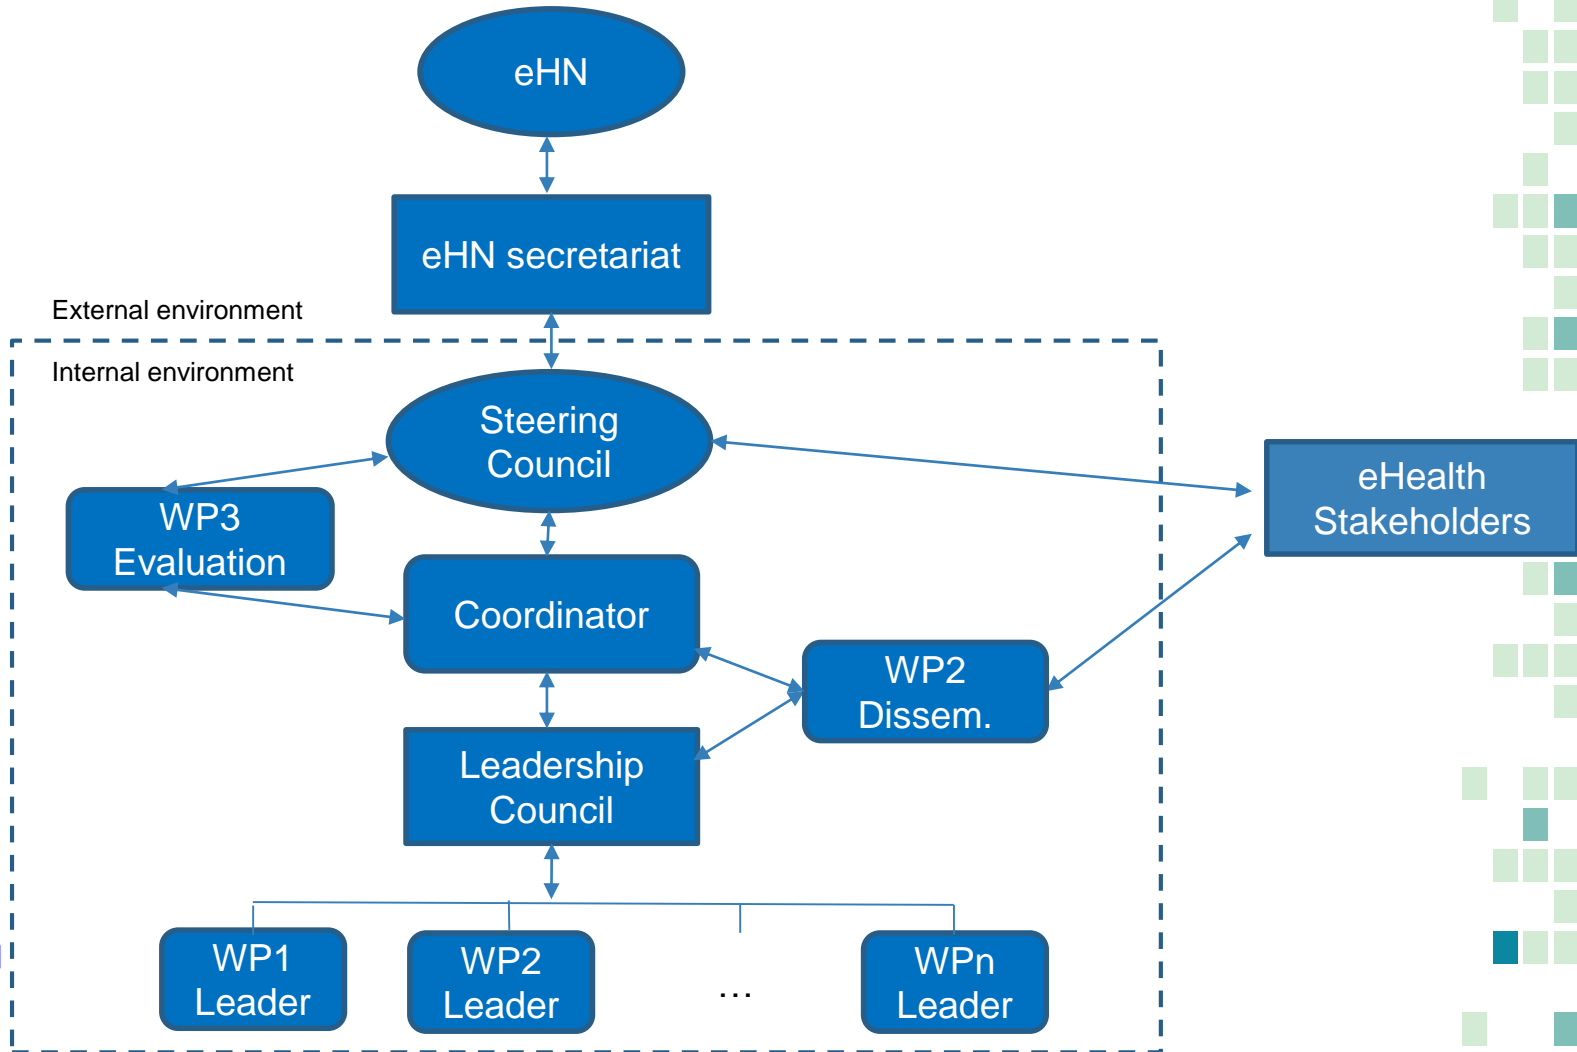 eHN
eHN secretariat
External environment
Internal environment
Steering
Council
eHealth
Stakeholders
WP3
Evaluation
Coordinator
WP2
Dissem.
Leadership
Council
WP1
Leader
WP2
Leader
...
WPn
Leader